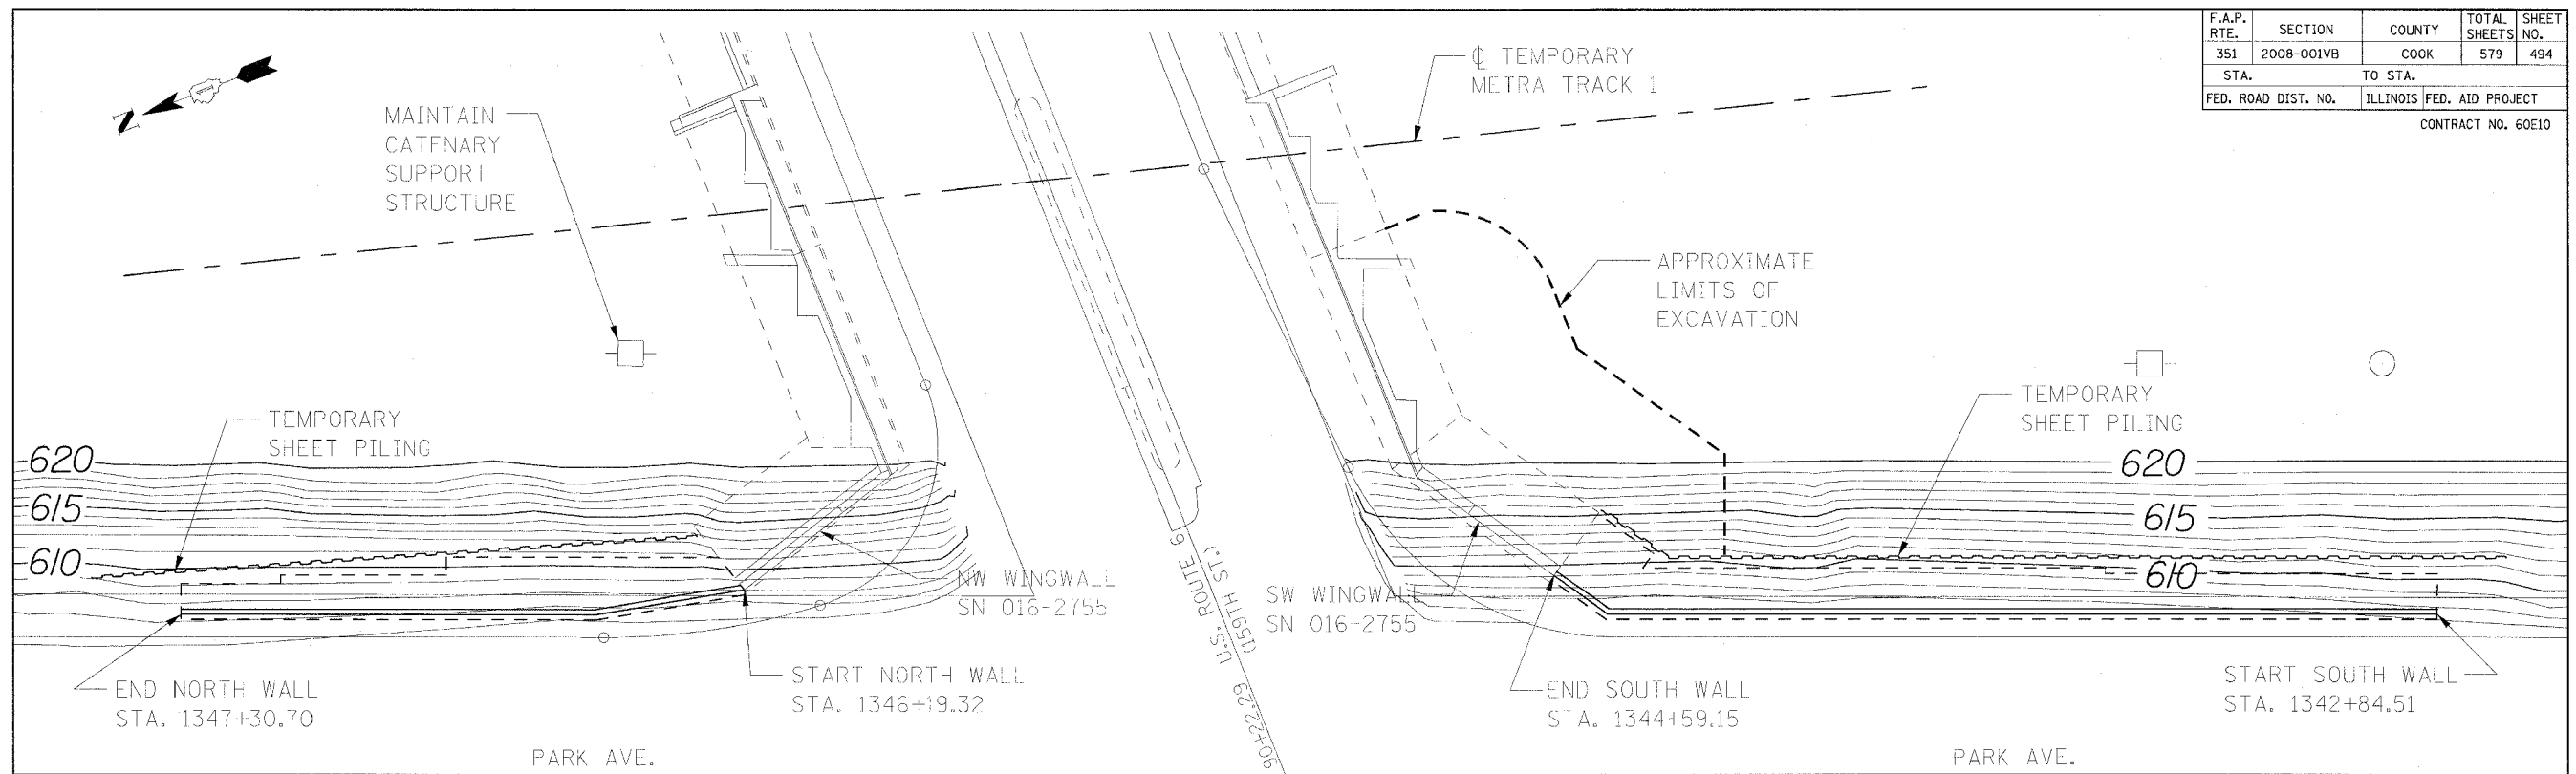 F.A.P. RTE. SECTION COUNTY TOTAL SHEETS SHEET NO.
351 2008-001VB COOK 579 494
STA. TO STA.
FED. ROAD DIST. NO. ILLINOIS FED. AID PROJECT
CONTRACT NO. 60E10
N
MAINTAIN
CATENARY
SUPPORT
STRUCTURE
℄ TEMPORARY
METRA TRACK 1
APPROXIMATE
LIMITS OF
EXCAVATION
TEMPORARY
SHEET PILING
TEMPORARY
SHEET PILING
620
615
610
620
615
610
NW WINGWALL
SN 016-2755
SW WINGWALL
SN 016-2755
U.S. ROUTE 6
(159TH ST.)
90+22.29
END NORTH WALL
STA. 1347+30.70
START NORTH WALL
STA. 1346+19.32
END SOUTH WALL
STA. 1344+59.15
START SOUTH WALL
STA. 1342+84.51
PARK AVE.
PARK AVE.